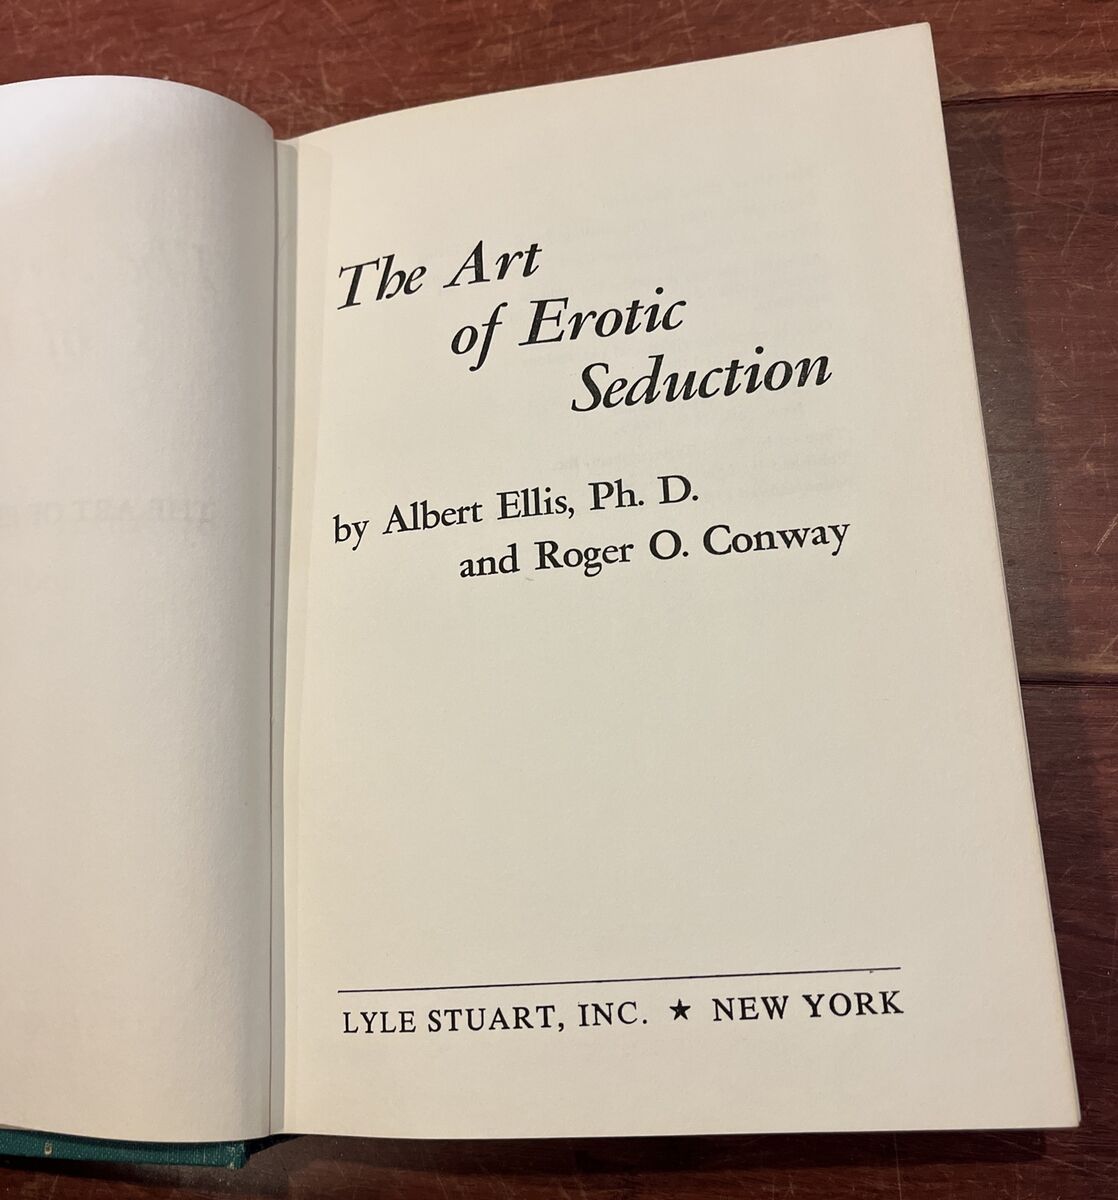 The Art
of Erotic
Seduction
by Albert Ellis, Ph. D.
and Roger O. Conway
LYLE STUART, INC. ★ NEW YORK